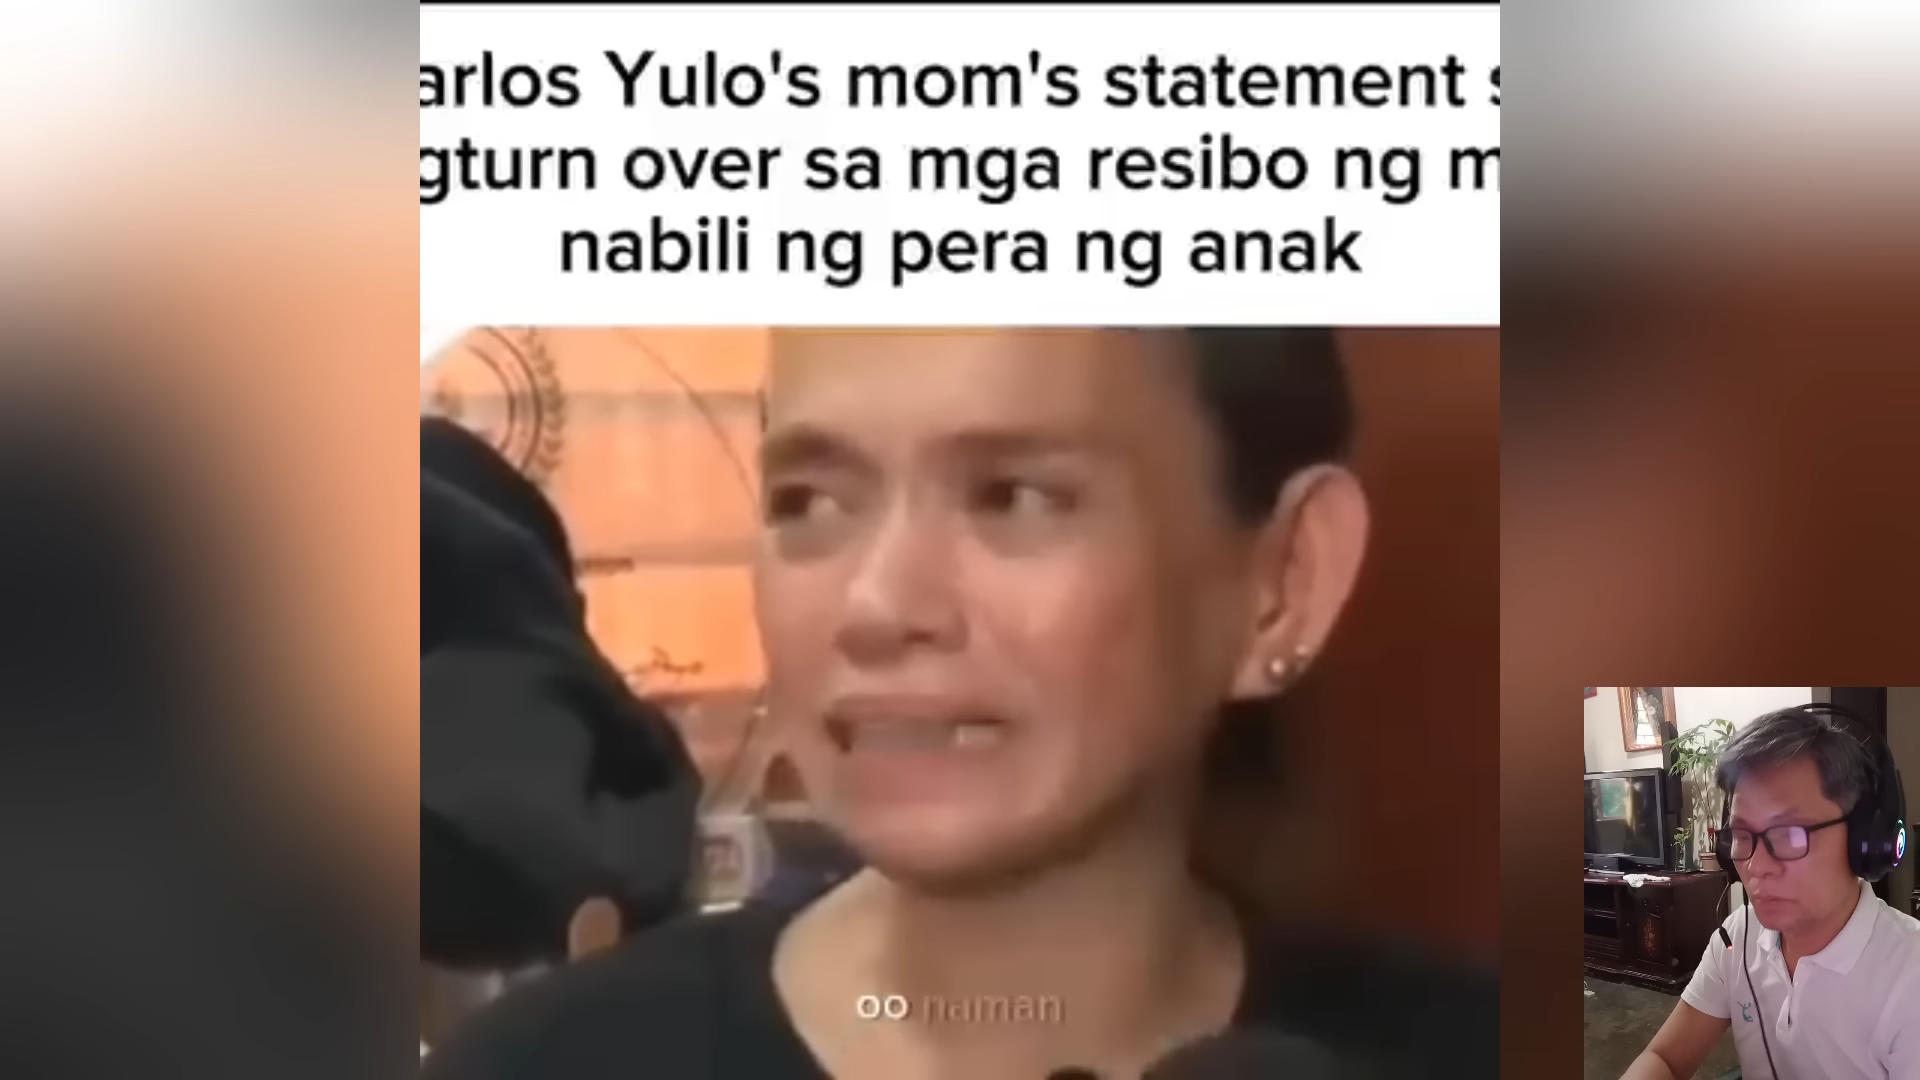 arlos Yulo's mom's statement s
gturn over sa mga resibo ng m
nabili ng pera ng anak
oo naman